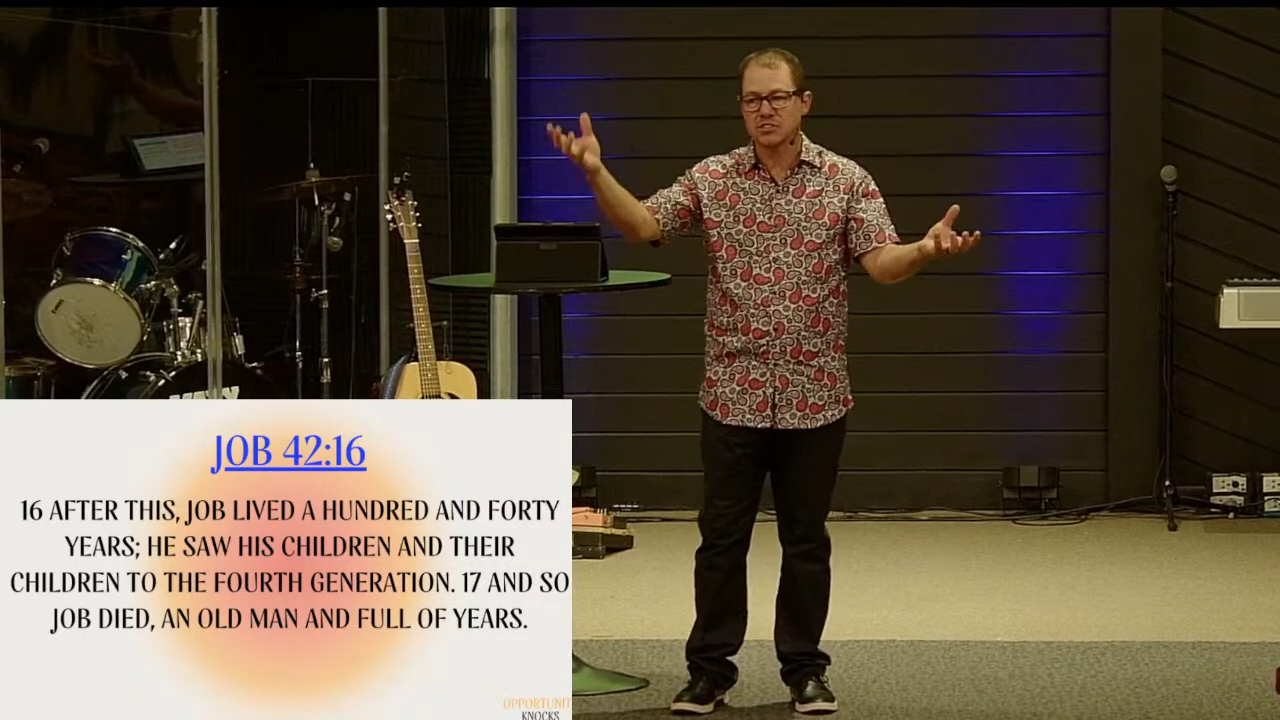 JOB 42:16
16 AFTER THIS, JOB LIVED A HUNDRED AND FORTY
YEARS; HE SAW HIS CHILDREN AND THEIR
CHILDREN TO THE FOURTH GENERATION. 17 AND SO
JOB DIED, AN OLD MAN AND FULL OF YEARS.
OPPORTUNIT
KNOCKS